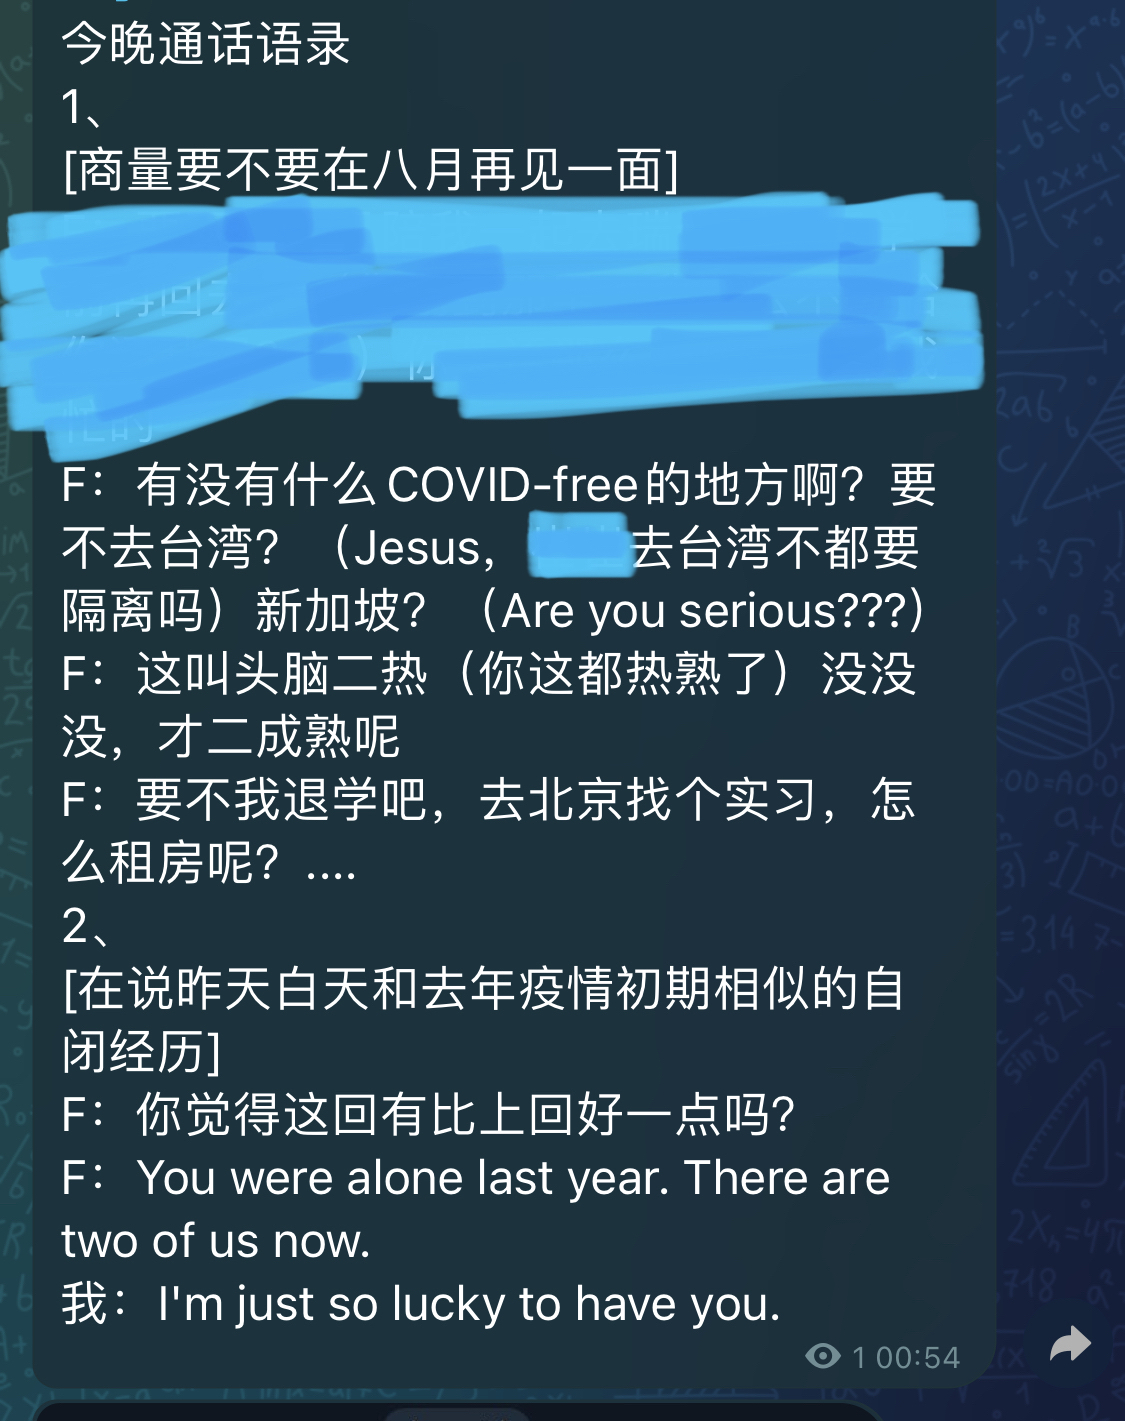 今晚通话语录
1、
[商量要不要在八月再见一面]
F：有没有什么COVID-free的地方啊？要
不去台湾？（Jesus，去台湾不都要
隔离吗）新加坡？（Are you serious???）
F：这叫头脑二热（你这都热熟了）没没
没，才二成熟呢
F：要不我退学吧，去北京找个实习，怎
么租房呢？....
2、
[在说昨天白天和去年疫情初期相似的自
闭经历]
F：你觉得这回有比上回好一点吗？
F：You were alone last year. There are
two of us now.
我：I'm just so lucky to have you.
1 00:54